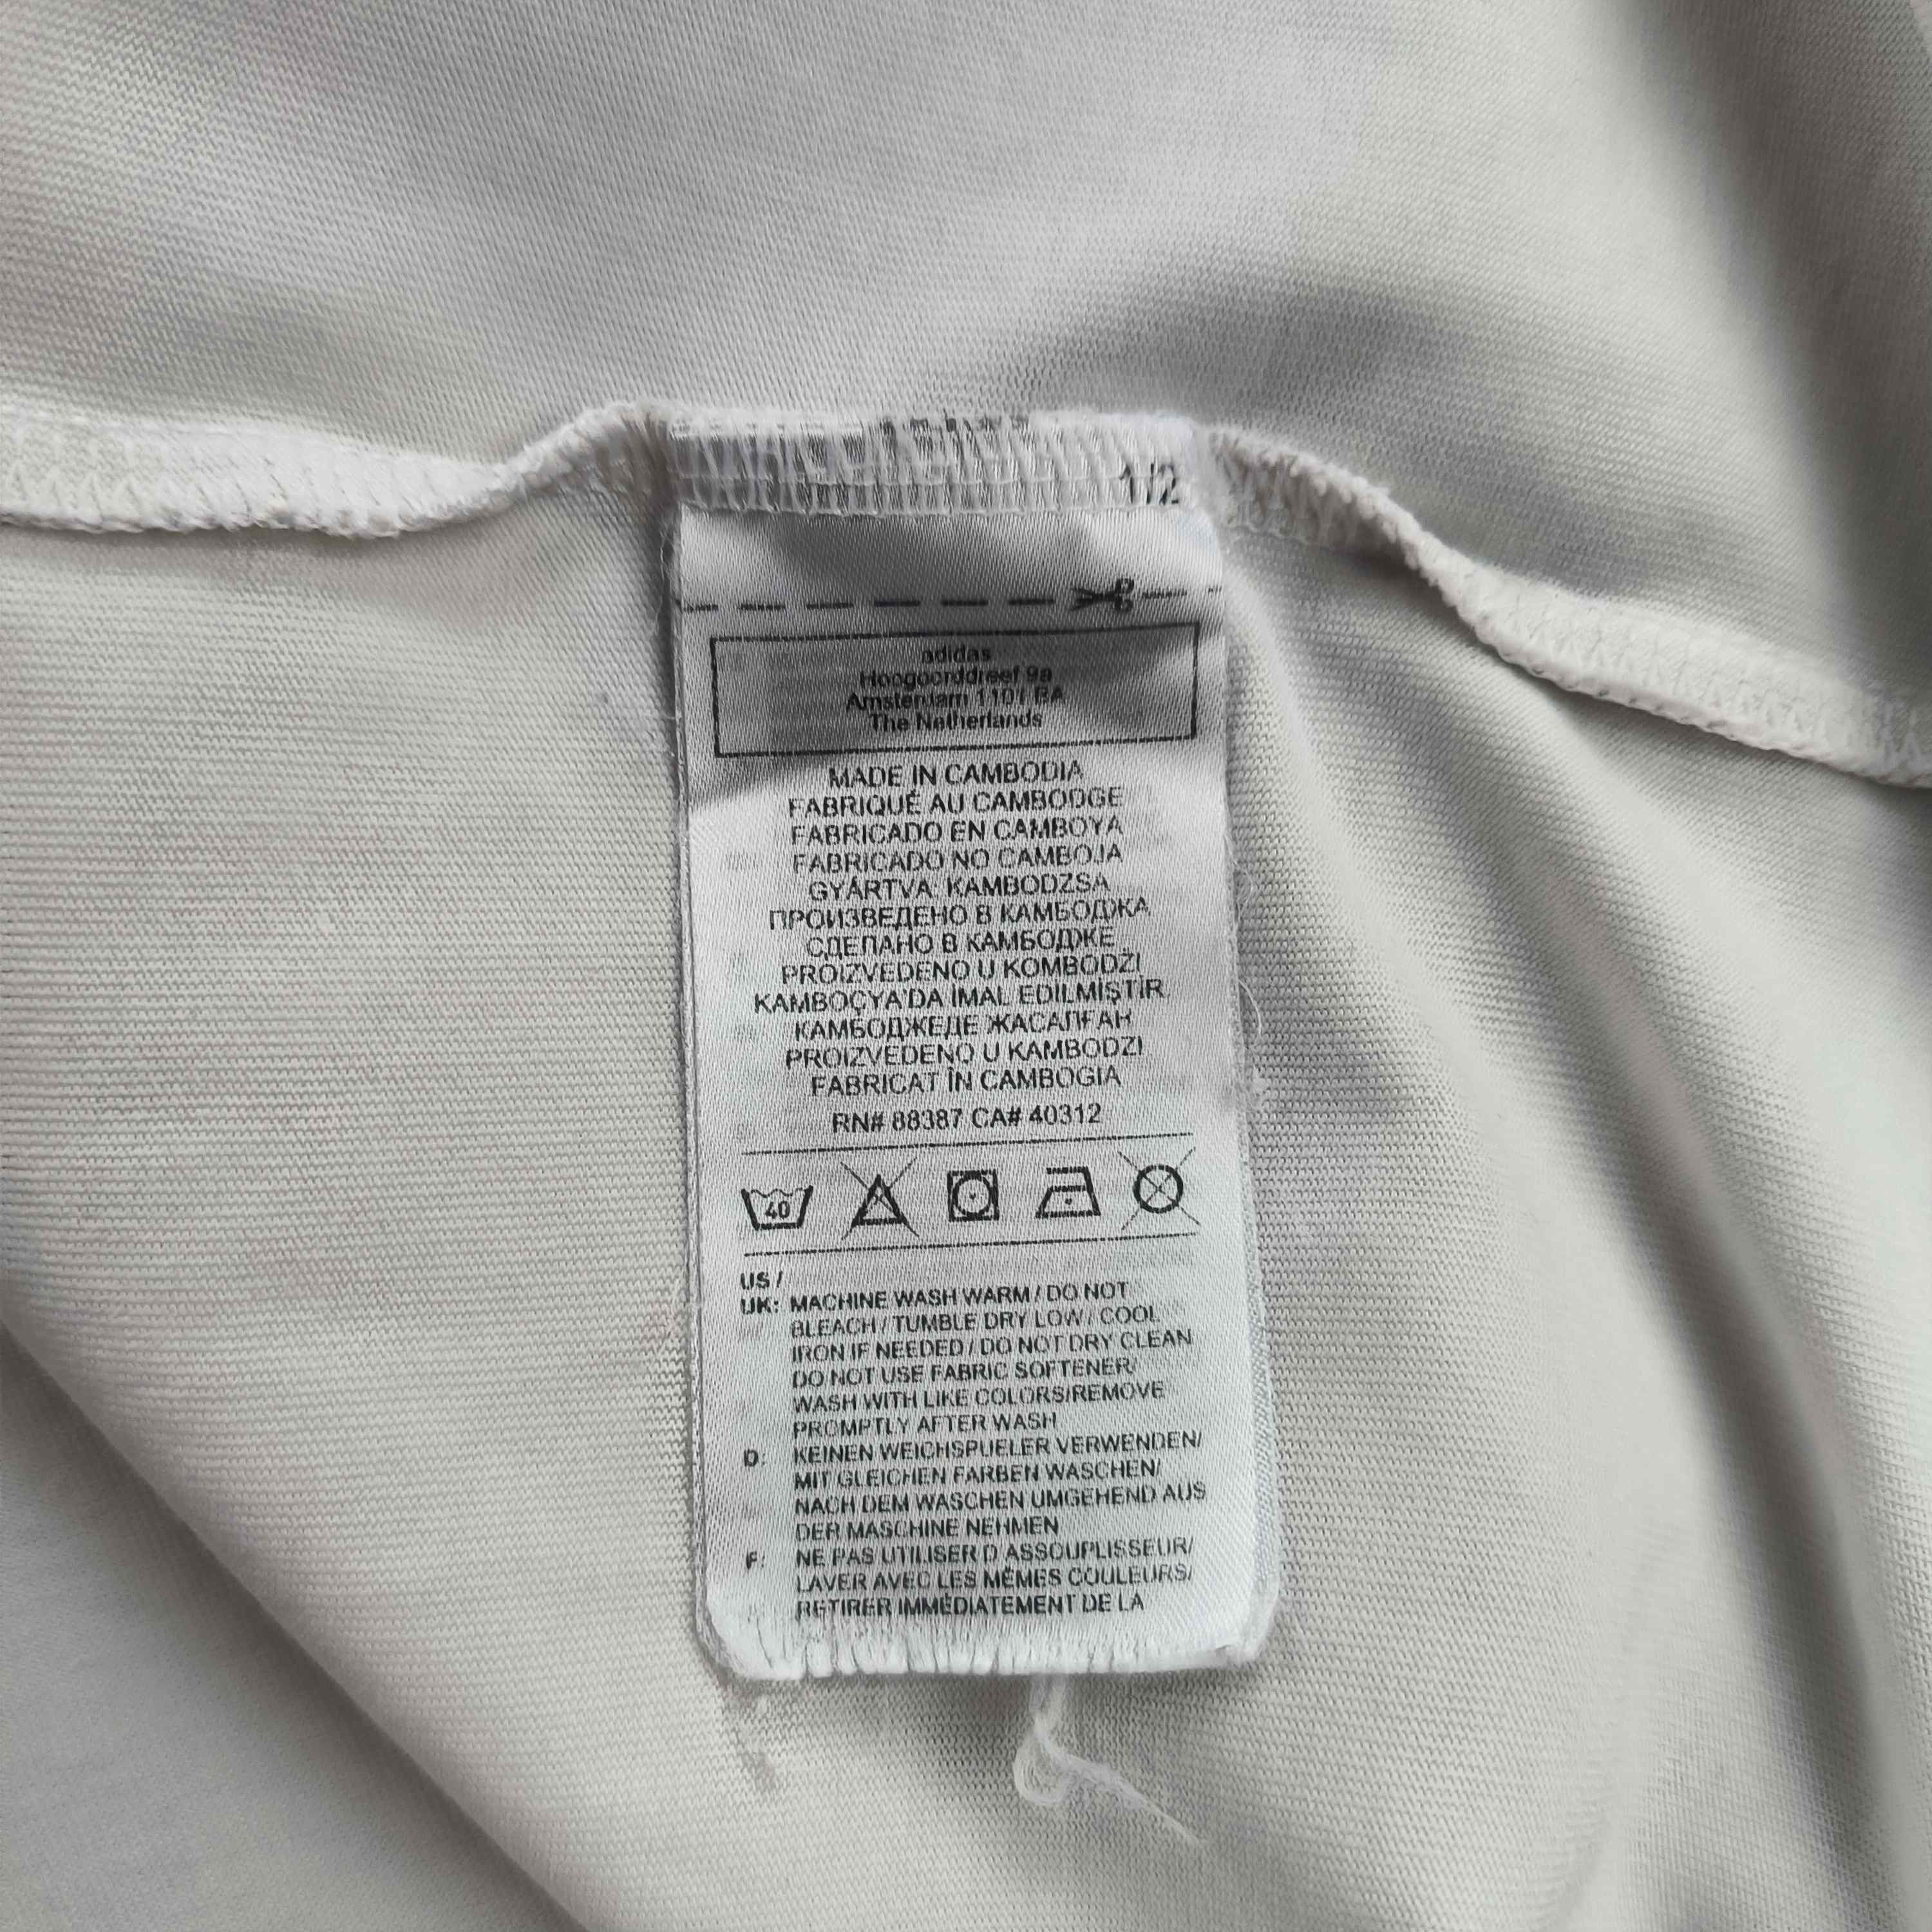 1/2
adidas
Hoogoorddreef 9a
Amsterdam 1101 BA
The Netherlands
MADE IN CAMBODIA
FABRIQUÉ AU CAMBODGE
FABRICADO EN CAMBOYA
FABRICADO NO CAMBOJA
GYÁRTVA: KAMBODZSA
ПРОИЗВЕДЕНО В КАМБОДЖА
СДЕЛАНО В КАМБОДЖЕ
PROIZVEDENO U KOMBODŽI
KAMBOÇYA'DA İMAL EDİLMİŞTİR
КАМБОДЖЕДЕ ЖАСАЛҒАН
PROIZVEDENO U KAMBODZI
FABRICAT ÎN CAMBOGIA
RN# 88387 CA# 40312
40
US /
UK: MACHINE WASH WARM / DO NOT
BLEACH / TUMBLE DRY LOW / COOL
IRON IF NEEDED / DO NOT DRY CLEAN
DO NOT USE FABRIC SOFTENER/
WASH WITH LIKE COLORS/REMOVE
PROMPTLY AFTER WASH
D: KEINEN WEICHSPUELER VERWENDEN/
MIT GLEICHEN FARBEN WASCHEN/
NACH DEM WASCHEN UMGEHEND AUS
DER MASCHINE NEHMEN
F: NE PAS UTILISER D ASSOUPLISSEUR/
LAVER AVEC LES MÊMES COULEURS/
RETIRER IMMÉDIATEMENT DE LA